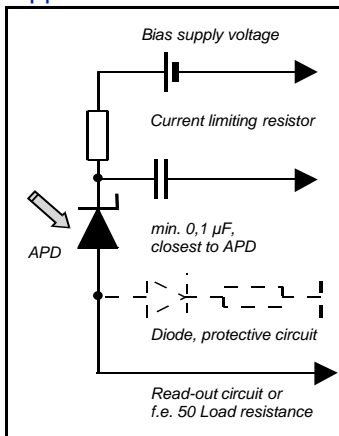 Bias supply voltage
Current limiting resistor
min. 0,1 µF,
closest to APD
APD
Diode, protective circuit
Read-out circuit or
f.e. 50 Load resistance